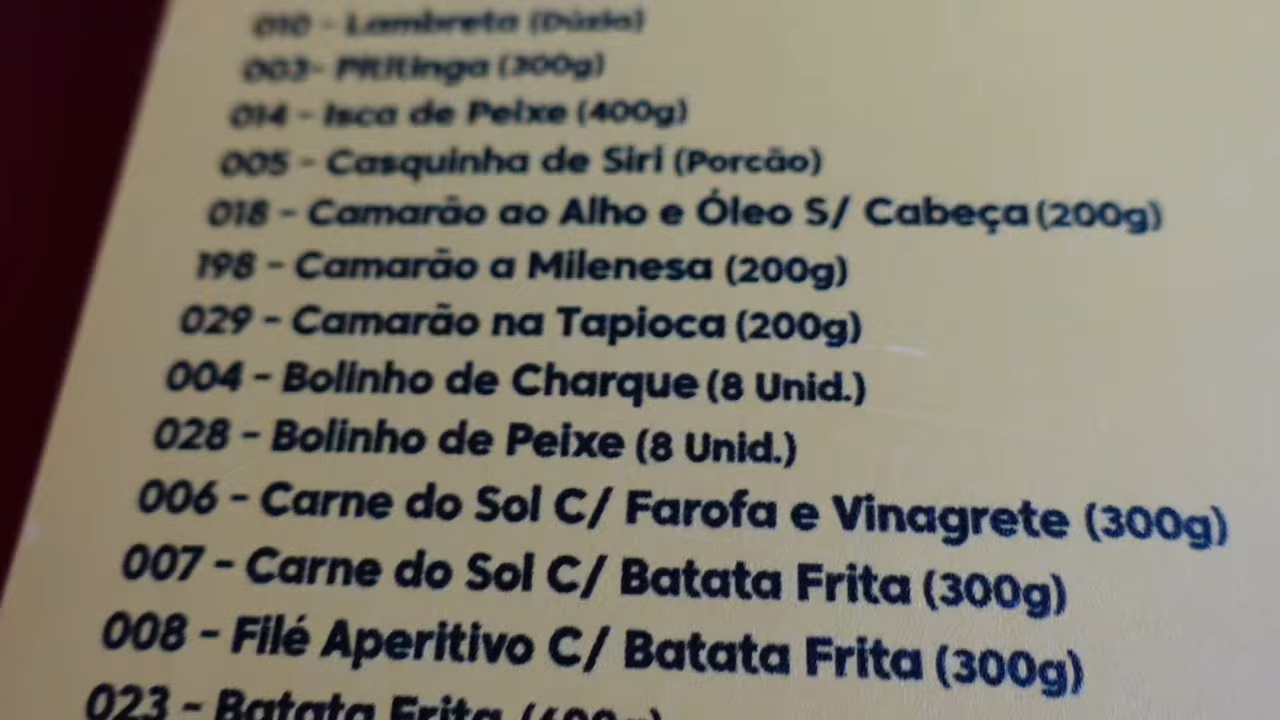 010 - Lambreta (Dúzia)
003- Pititinga (300g)
014 - Isca de Peixe (400g)
005 - Casquinha de Siri (Porcão)
018 - Camarão ao Alho e Óleo S/ Cabeça (200g)
198 - Camarão a Milenesa (200g)
029 - Camarão na Tapioca (200g)
004 - Bolinho de Charque (8 Unid.)
028 - Bolinho de Peixe (8 Unid.)
006 - Carne do Sol C/ Farofa e Vinagrete (300g)
007 - Carne do Sol C/ Batata Frita (300g)
008 - Filé Aperitivo C/ Batata Frita (300g)
023 - Batata Frita